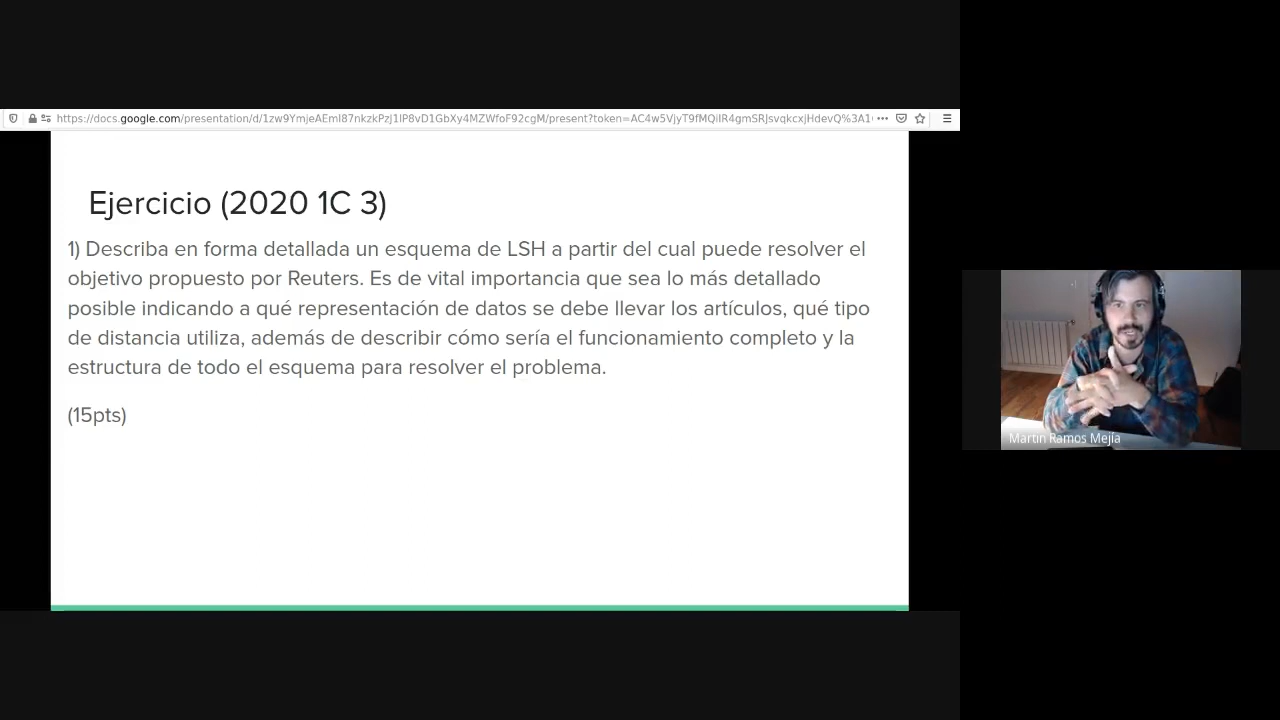 https://docs.google.com/presentation/d/1zw9YmjeAEmI87nkzkPzJ1lP8vD1GbXy4MZWfoF92cgM/present?token=AC4w5VjyT9fMQilR4gmSRJsvqkcxjHdevQ%3A1
Ejercicio (2020 1C 3)
1) Describa en forma detallada un esquema de LSH a partir del cual puede resolver el
objetivo propuesto por Reuters. Es de vital importancia que sea lo más detallado
posible indicando a qué representación de datos se debe llevar los artículos, qué tipo
de distancia utiliza, además de describir cómo sería el funcionamiento completo y la
estructura de todo el esquema para resolver el problema.
(15pts)
Martín Ramos Mejía